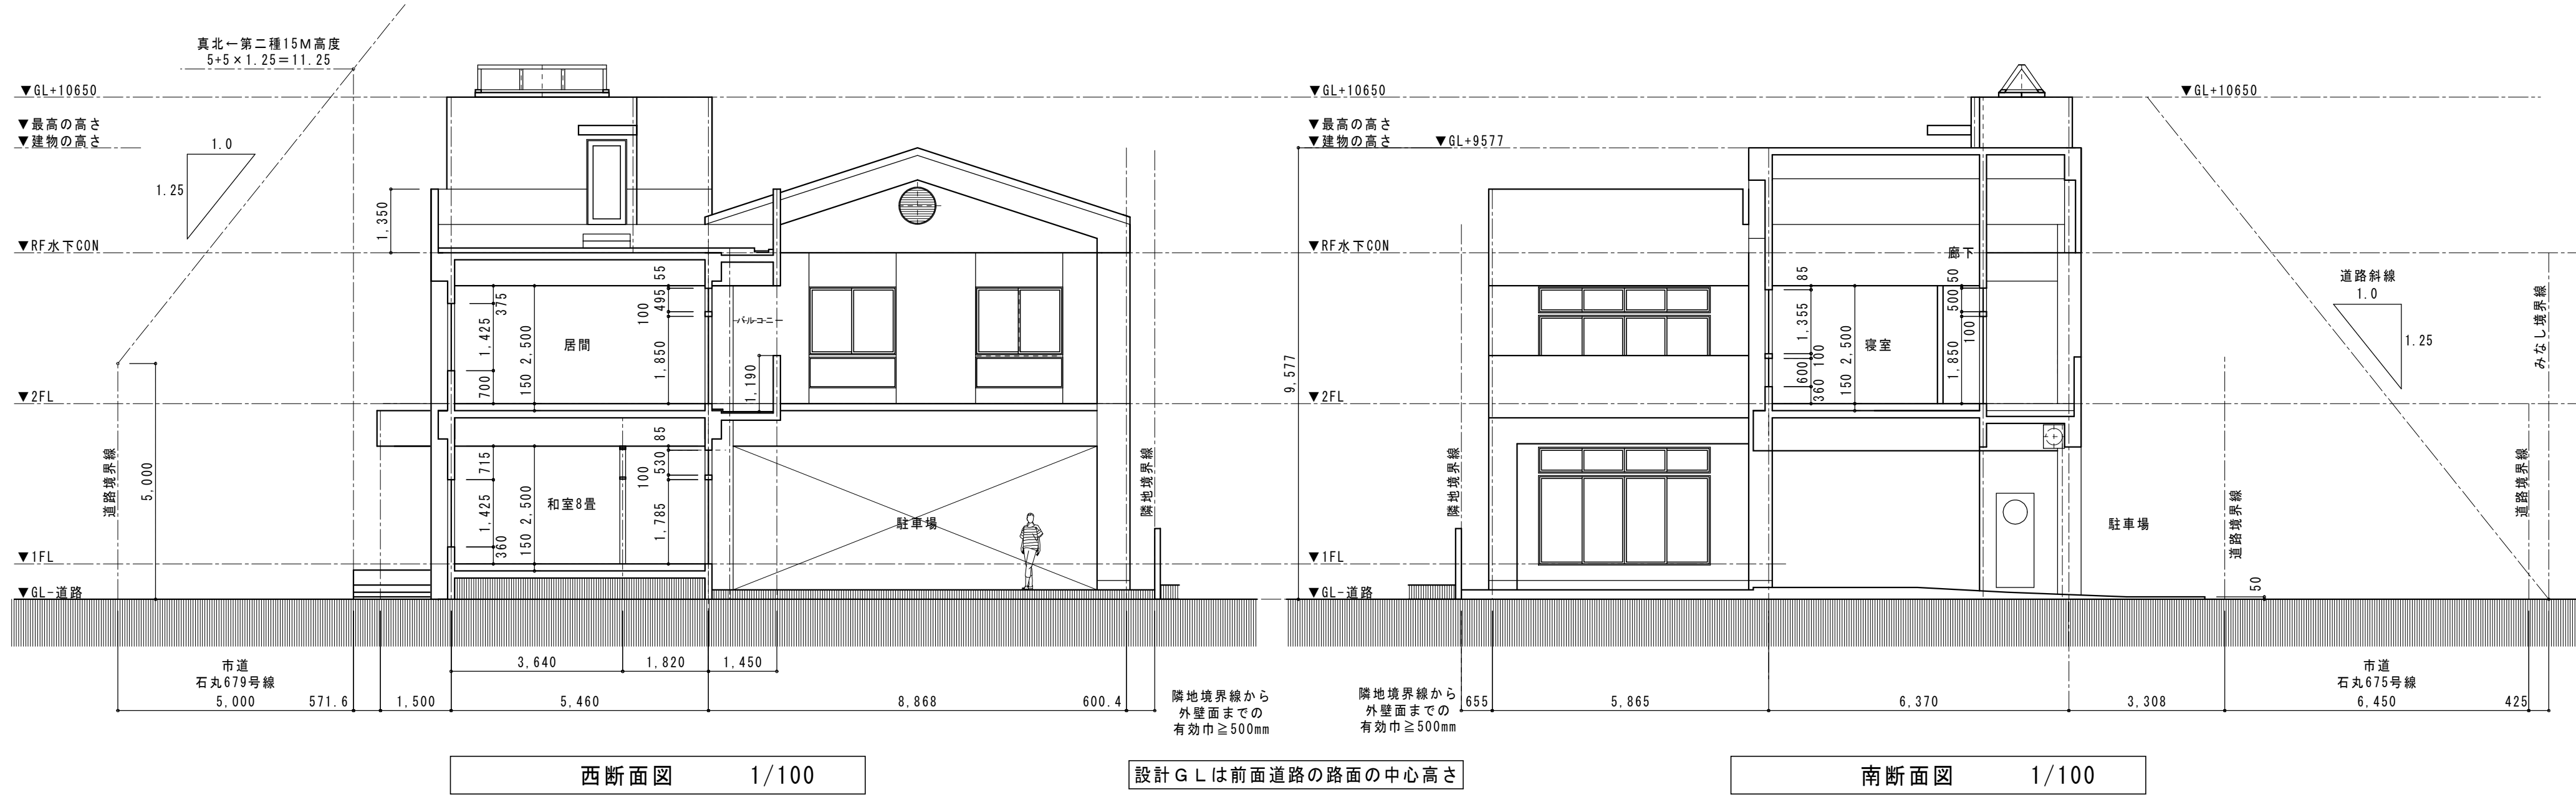 真北←第二種15M高度
5+5×1.25=11.25
▼GL+10650
▼最高の高さ
▼建物の高さ
1.0
1.25
1,350
▼RF水下CON
375
1,425
700
150 2,500
居間
55
495
100
1,850
バルコニー
1,190
▼2FL
道路境界線
5,000
715
1,425
360
150 2,500
和室8畳
85
530
100
1,785
駐車場
隣地境界線
▼1FL
▼GL-道路
3,640
1,820
1,450
市道
石丸679号線
5,000
571.6
1,500
5,460
8,868
600.4
隣地境界線から
外壁面までの
有効巾≧500mm
西断面図 1/100
設計GLは前面道路の路面の中心高さ
▼GL+10650
▼最高の高さ
▼建物の高さ
▼GL+9577
▼GL+10650
▼RF水下CON
9,577
廊下
85
1,355
100
600
360
150 2,500
寝室
50
500
100
1,850
道路斜線
1.0
1.25
みなし境界線
▼2FL
隣地境界線
駐車場
道路境界線
道路境界線
▼1FL
▼GL-道路
50
隣地境界線から
外壁面までの
有効巾≧500mm
655
5,865
6,370
3,308
市道
石丸675号線
6,450
425
南断面図 1/100